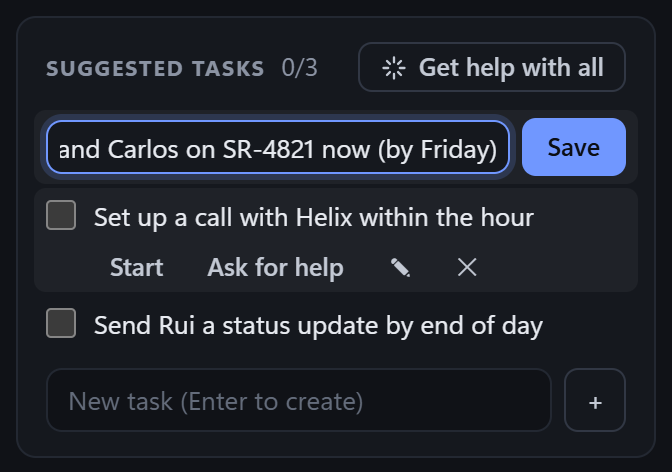 SUGGESTED TASKS 0/3 Get help with all
and Carlos on SR-4821 now (by Friday) Save
Set up a call with Helix within the hour
Start Ask for help
Send Rui a status update by end of day
New task (Enter to create) +